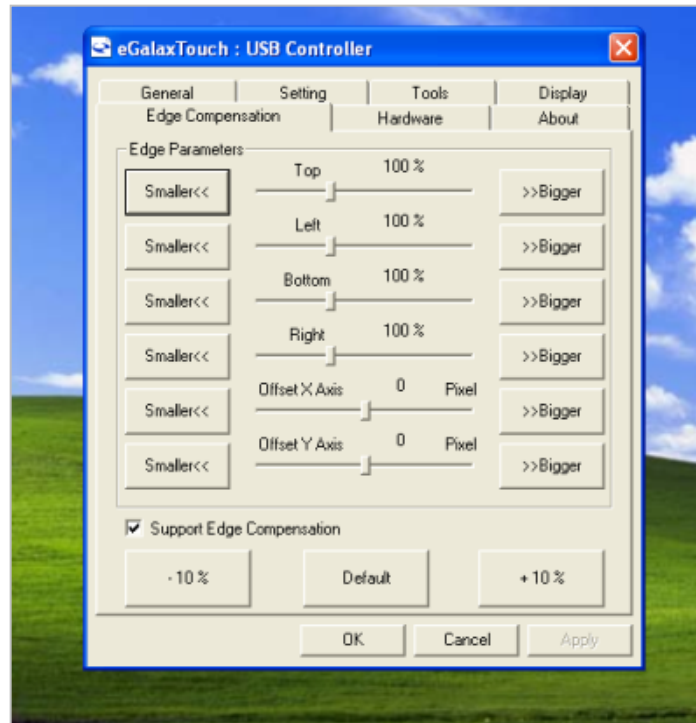 eGalaxTouch : USB Controller
General Setting Tools Display
Edge Compensation Hardware About
Edge Parameters
Top 100 %
Smaller<< >>Bigger
Left 100 %
Smaller<< >>Bigger
Bottom 100 %
Smaller<< >>Bigger
Right 100 %
Smaller<< >>Bigger
Offset X Axis 0 Pixel
Smaller<< >>Bigger
Offset Y Axis 0 Pixel
Smaller<< >>Bigger
Support Edge Compensation
- 10 % Default + 10 %
OK Cancel Apply